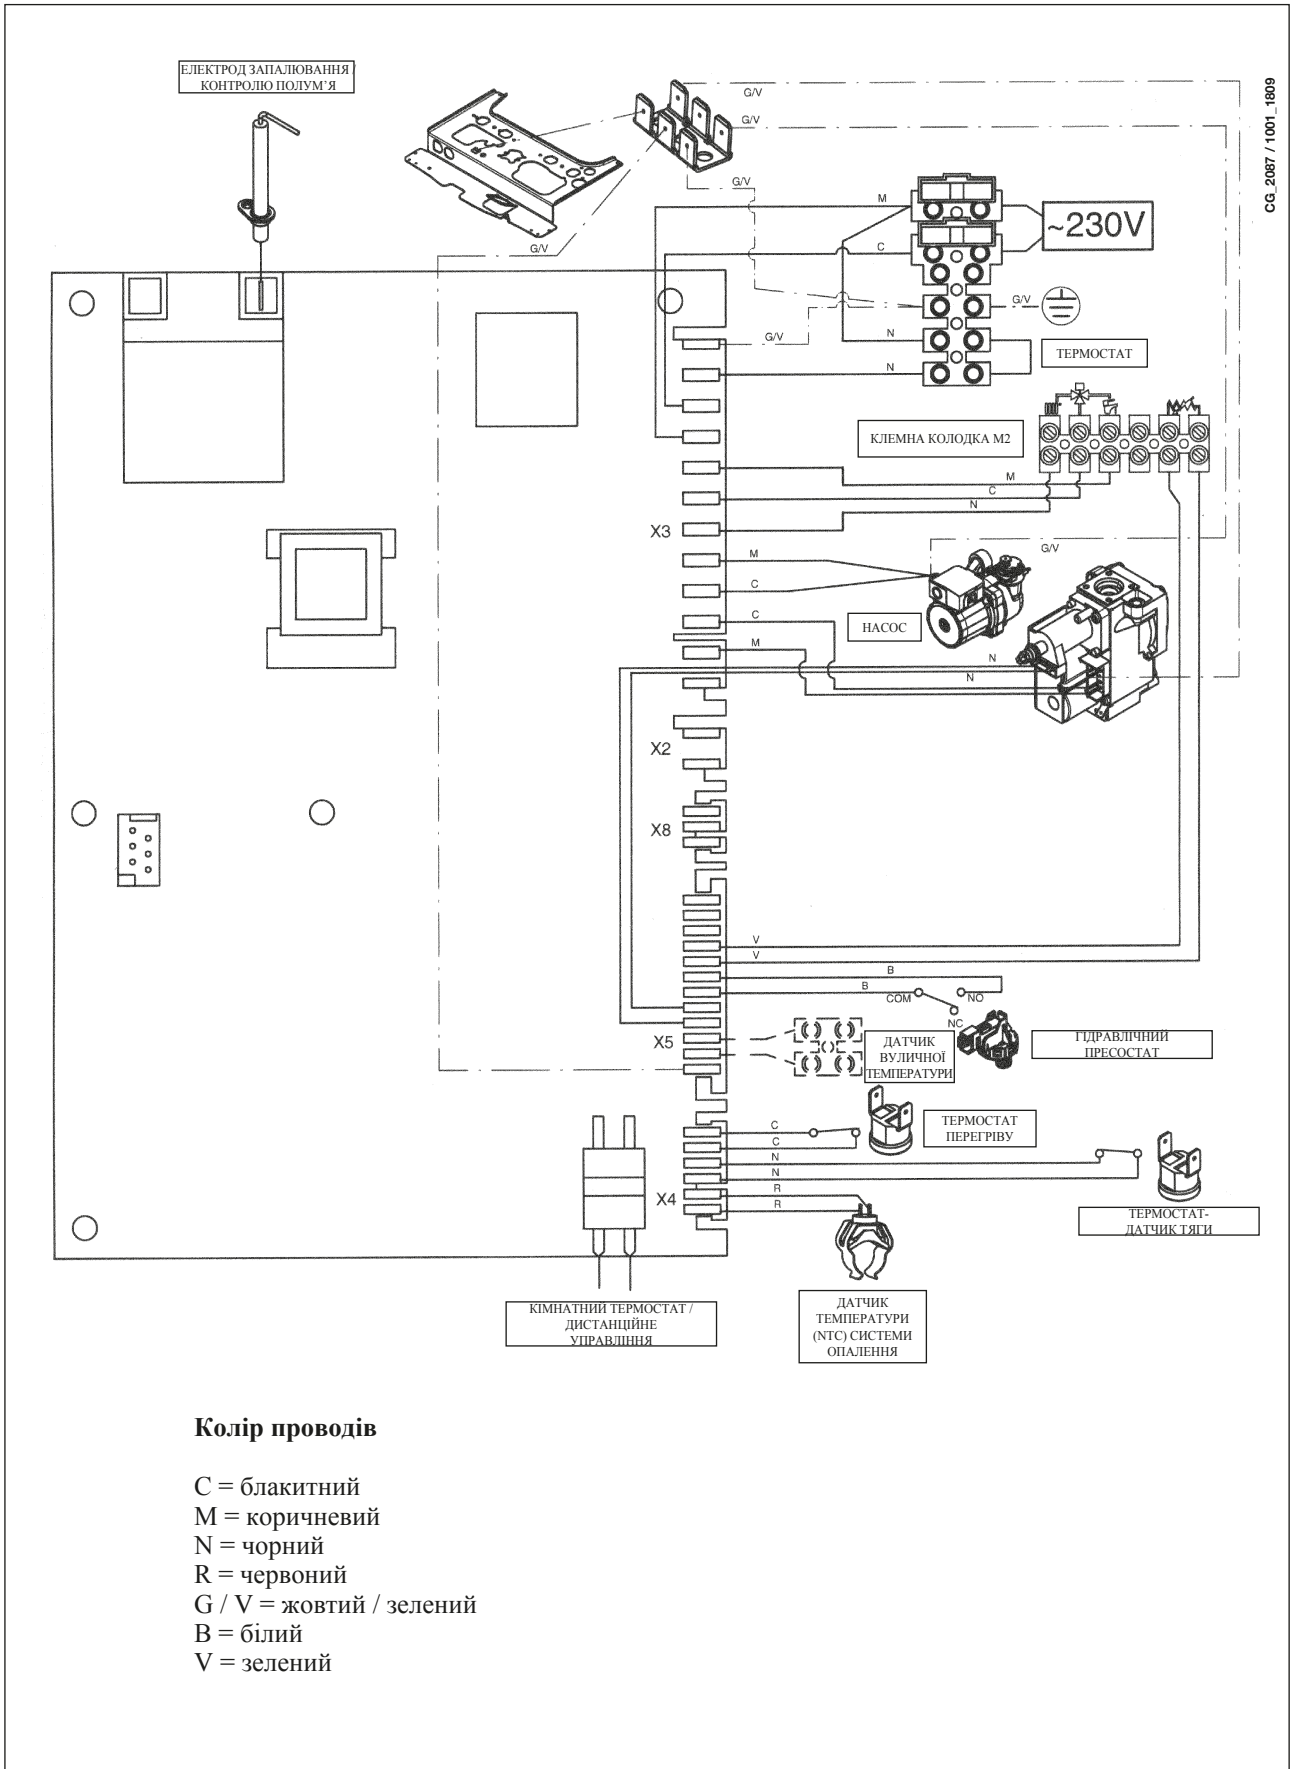 ЕЛЕКТРОД ЗАПАЛЮВАННЯ /
КОНТРОЛЮ ПОЛУМ’Я
CG_2087 / 1001_1809
G/V
G/V
G/V
G/V
M
~230V
C
G/V
G/V
N
ТЕРМОСТАТ
N
КЛЕМНА КОЛОДКА М2
M
C
N
X3
G/V
M
C
НАСОС
C
M
N
N
X2
X8
V
V
B
B
COM
NO
NC
X5
ДАТЧИК
ВУЛИЧНОЇ
ТЕМПЕРАТУРИ
ГІДРАВЛІЧНИЙ
ПРЕСОСТАТ
C
C
ТЕРМОСТАТ
ПЕРЕГРІВУ
N
N
R
R
X4
ТЕРМОСТАТ-
ДАТЧИК ТЯГИ
КІМНАТНИЙ ТЕРМОСТАТ /
ДИСТАНЦІЙНЕ
УПРАВЛІННЯ
ДАТЧИК
ТЕМПЕРАТУРИ
(NTC) СИСТЕМИ
ОПАЛЕННЯ
Колір проводів
C = блакитний
M = коричневий
N = чорний
R = червоний
G / V = жовтий / зелений
B = білий
V = зелений